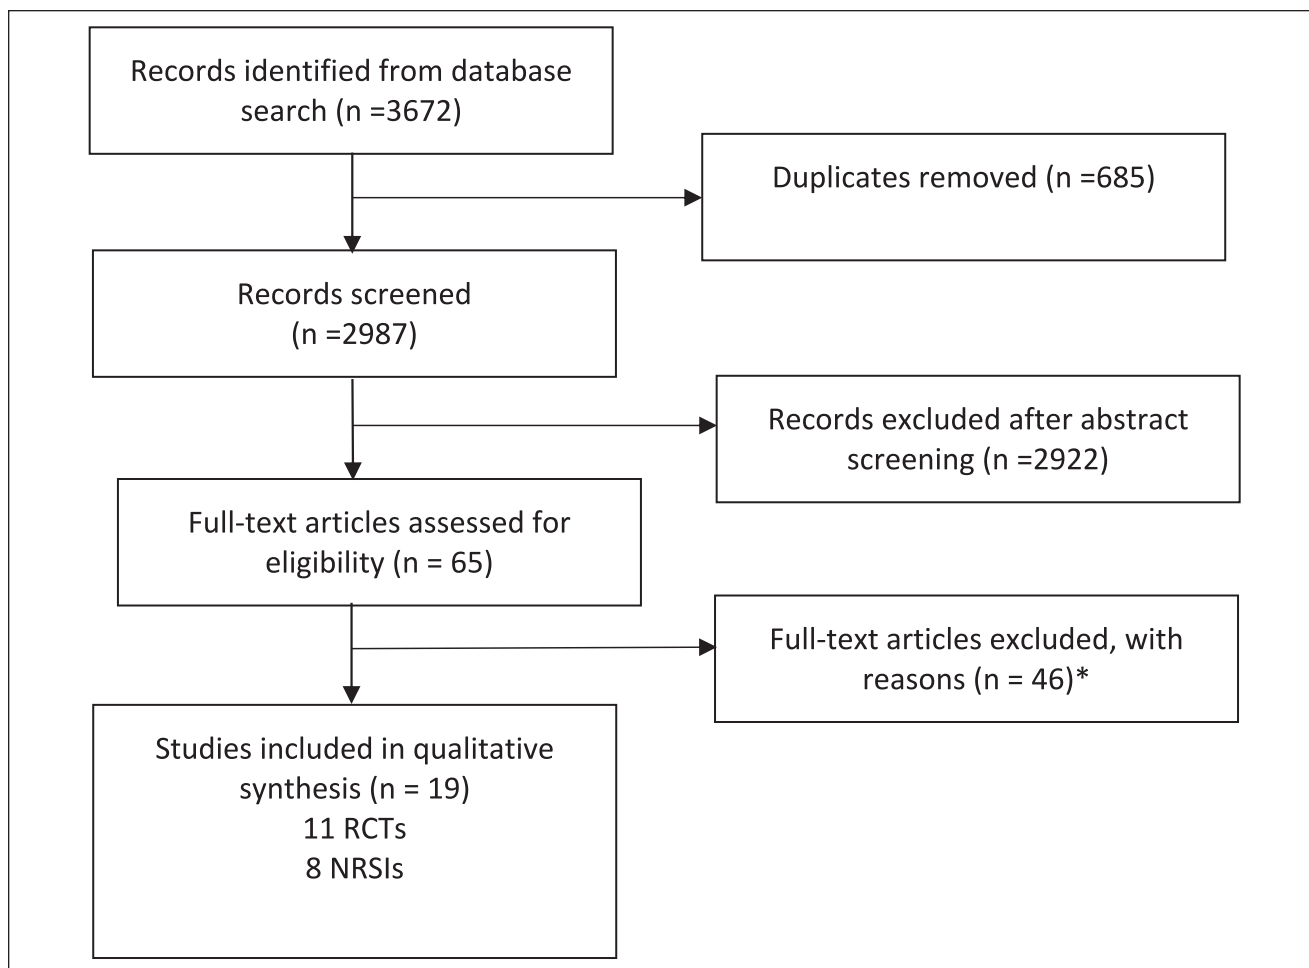 Records identified from database
search (n =3672)
Duplicates removed (n =685)
Records screened
(n =2987)
Records excluded after abstract
screening (n =2922)
Full-text articles assessed for
eligibility (n = 65)
Full-text articles excluded, with
reasons (n = 46)*
Studies included in qualitative
synthesis (n = 19)
11 RCTs
8 NRSIs